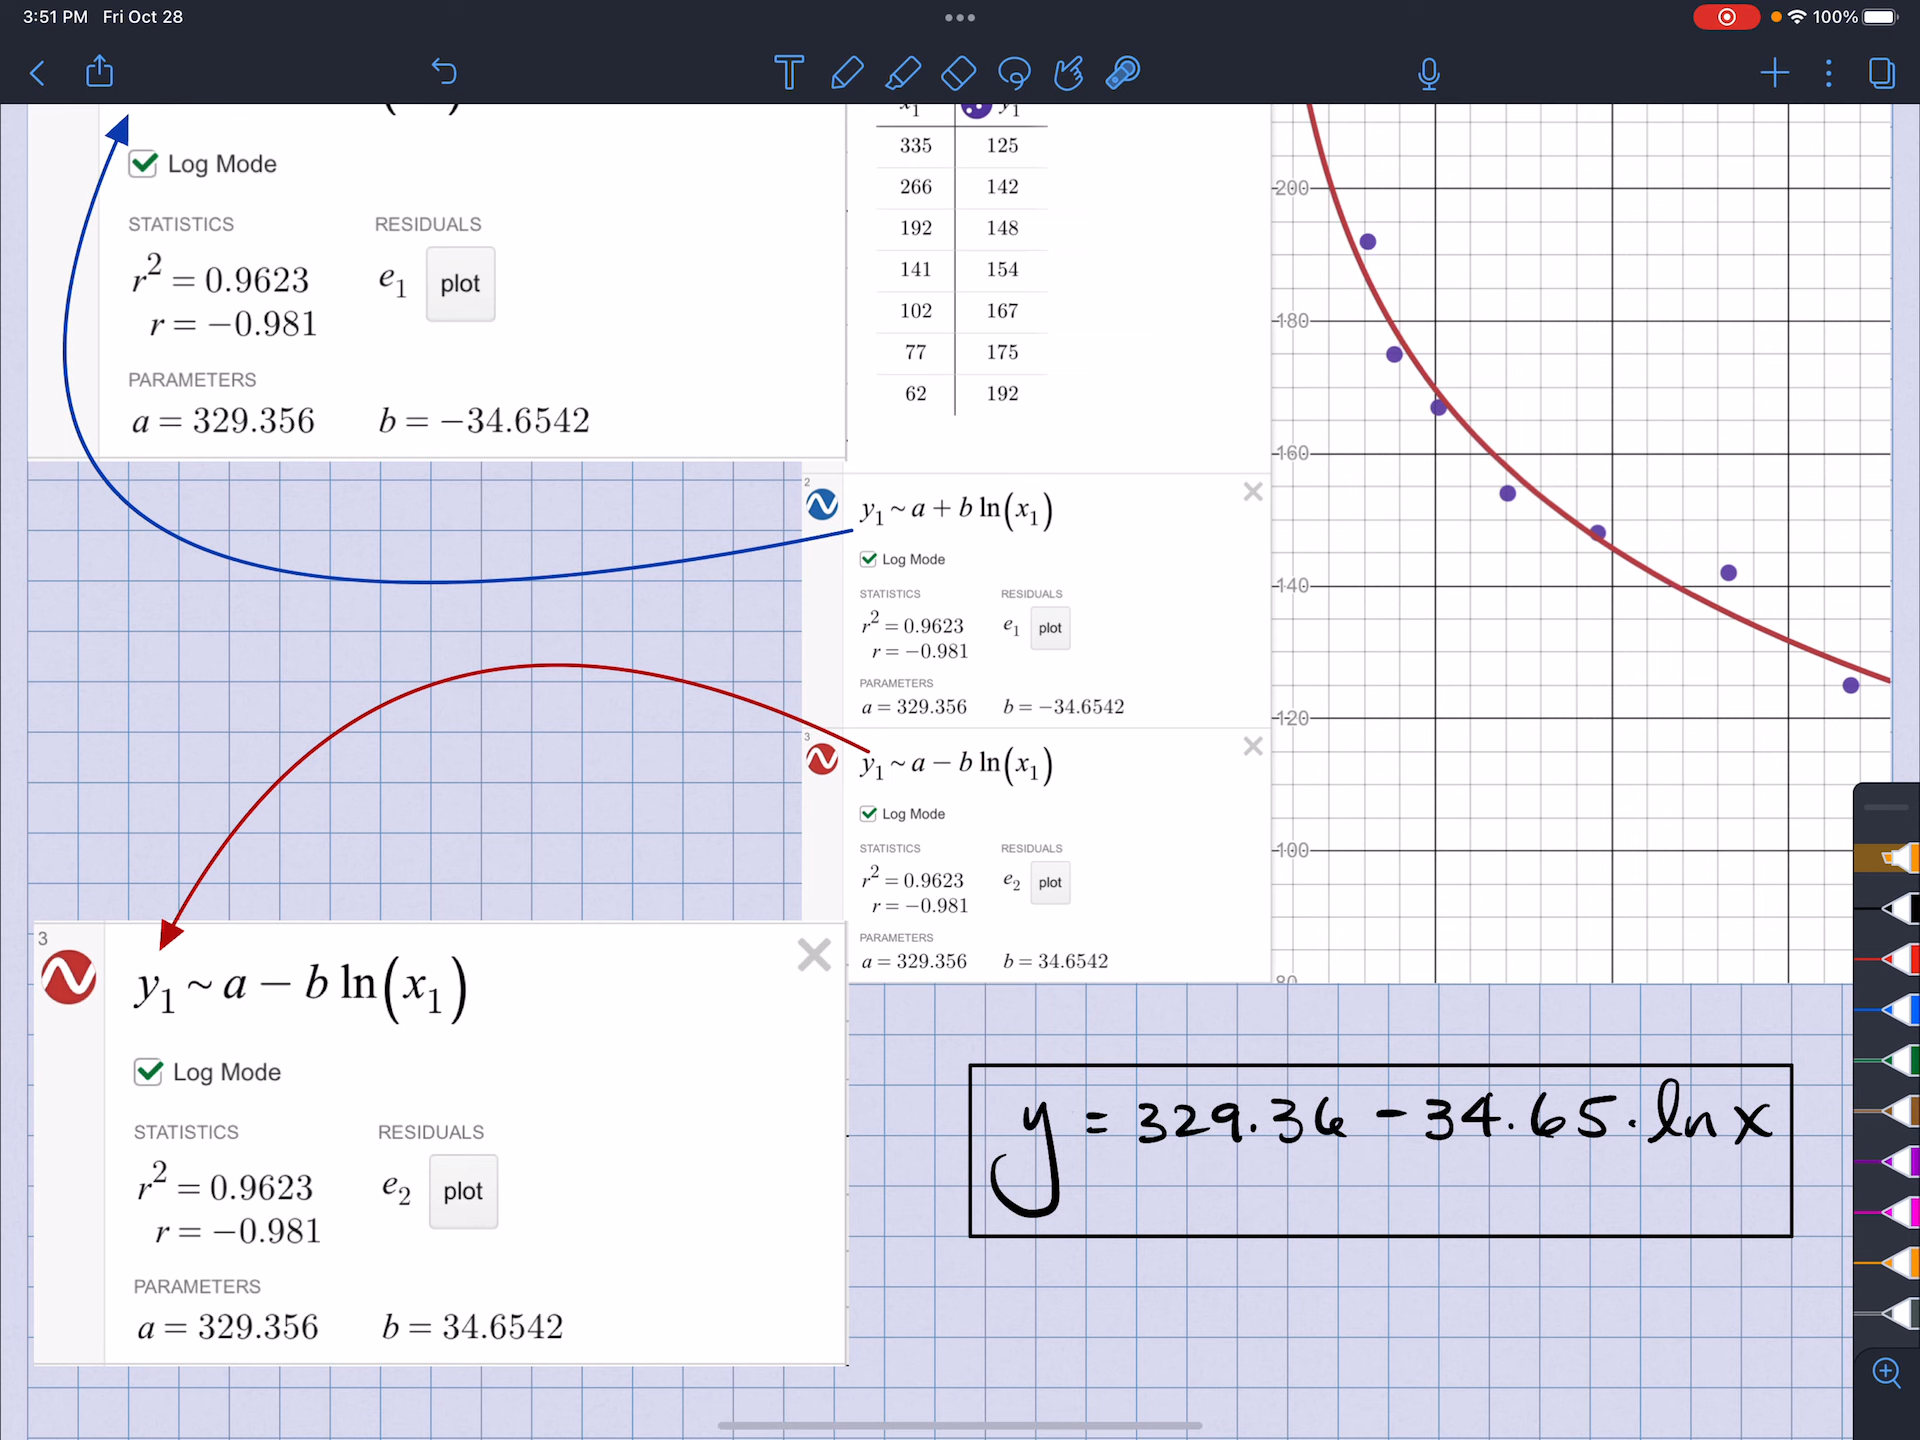 3:51 PM Fri Oct 28
100%
Log Mode
STATISTICS RESIDUALS
r² = 0.9623 e₁ plot
r = −0.981
PARAMETERS
a = 329.356 b = −34.6542
x₁ y₁
335 125
266 142
192 148
141 154
102 167
77 175
62 192
2
y₁ ~ a + b ln(x₁)
Log Mode
STATISTICS RESIDUALS
r² = 0.9623 e₁ plot
r = −0.981
PARAMETERS
a = 329.356 b = −34.6542
3
y₁ ~ a − b ln(x₁)
Log Mode
STATISTICS RESIDUALS
r² = 0.9623 e₂ plot
r = −0.981
PARAMETERS
a = 329.356 b = 34.6542
200
180
160
140
120
100
80
3
y₁ ~ a − b ln(x₁)
Log Mode
STATISTICS RESIDUALS
r² = 0.9623 e₂ plot
r = −0.981
PARAMETERS
a = 329.356 b = 34.6542
y = 329.36 − 34.65 · ln x